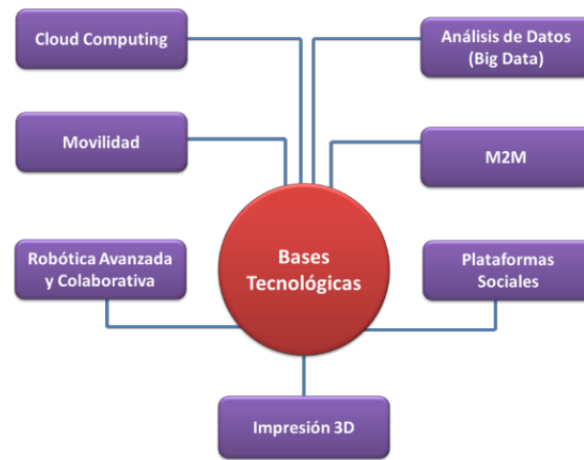 Cloud Computing
Análisis de Datos
(Big Data)
Movilidad
M2M
Bases
Tecnológicas
Robótica Avanzada
y Colaborativa
Plataformas
Sociales
Impresión 3D